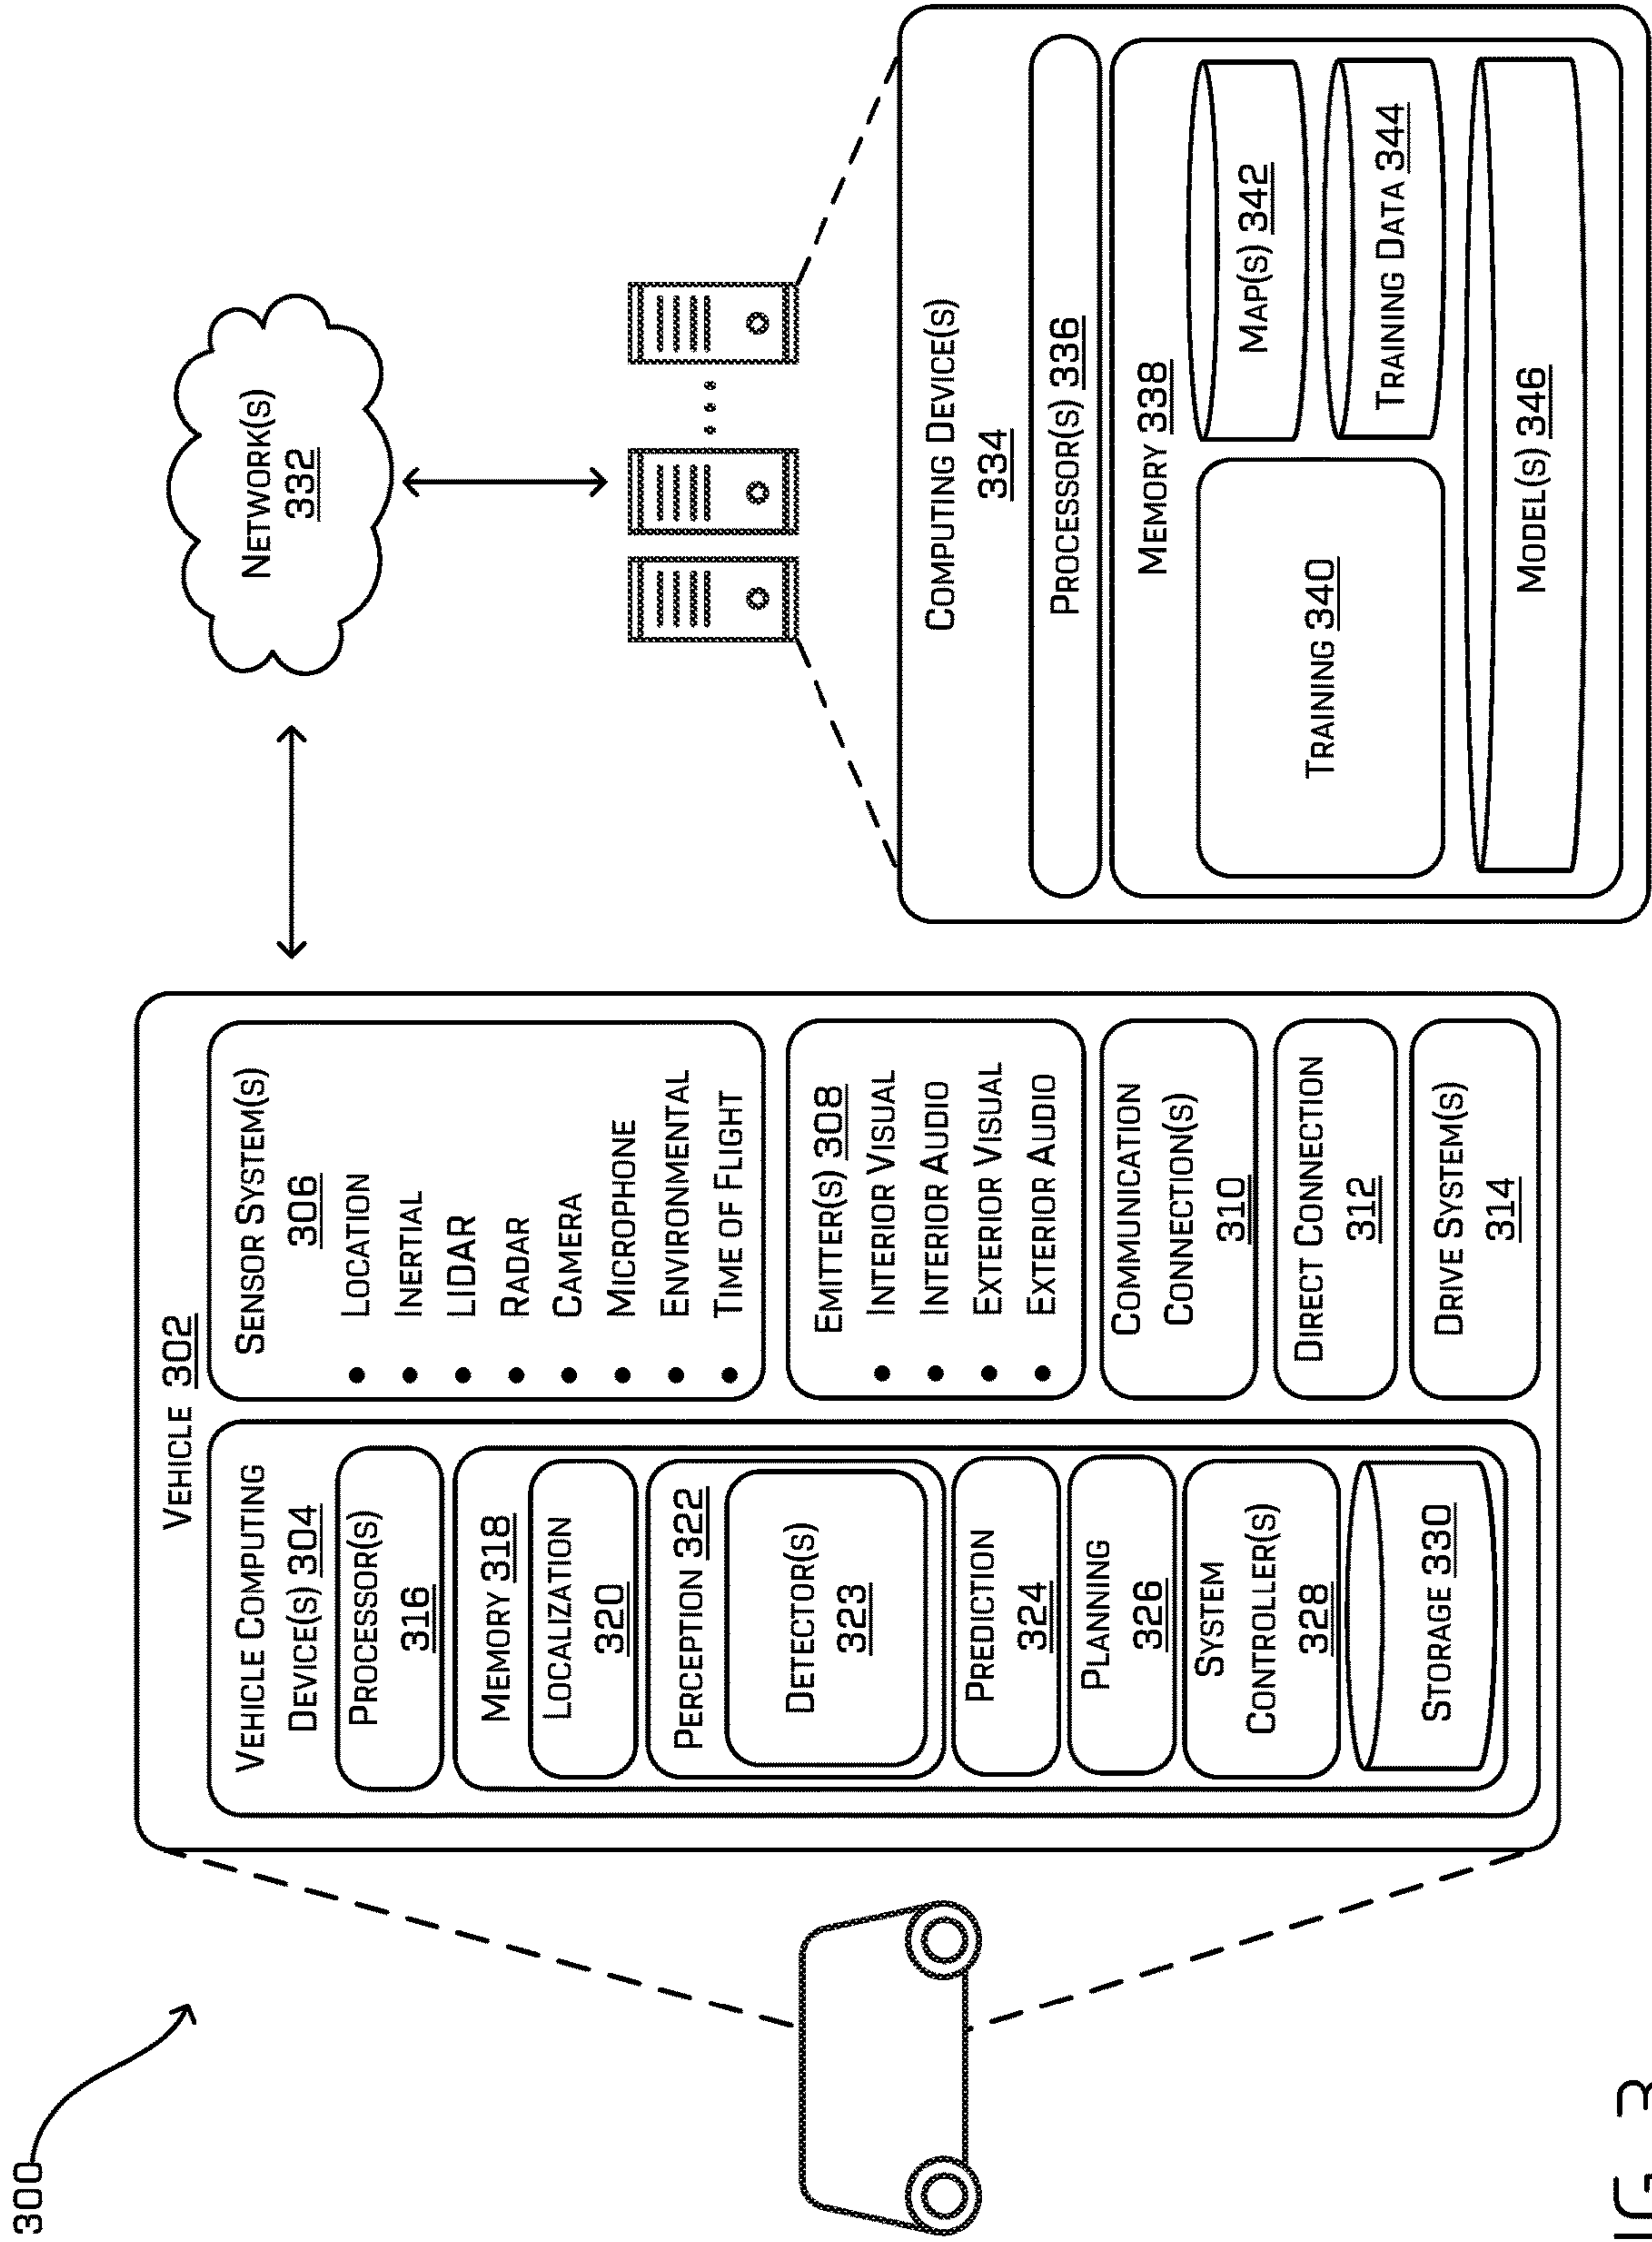 300
VEHICLE 302
VEHICLE COMPUTING
DEVICE(S) 304
PROCESSOR(S)
316
MEMORY 318
LOCALIZATION
320
PERCEPTION 322
DETECTOR(S)
323
PREDICTION
324
PLANNING
326
SYSTEM
CONTROLLER(S)
328
STORAGE 330
SENSOR SYSTEM(S)
306
• LOCATION
• INERTIAL
• LIDAR
• RADAR
• CAMERA
• MICROPHONE
• ENVIRONMENTAL
• TIME OF FLIGHT
EMITTER(S) 308
• INTERIOR VISUAL
• INTERIOR AUDIO
• EXTERIOR VISUAL
• EXTERIOR AUDIO
COMMUNICATION
CONNECTION(S)
310
DIRECT CONNECTION
312
DRIVE SYSTEM(S)
314
NETWORK(S)
332
COMPUTING DEVICE(S)
334
PROCESSOR(S) 336
MEMORY 338
TRAINING 340
MAP(S) 342
TRAINING DATA 344
MODEL(S) 346
IG. 3